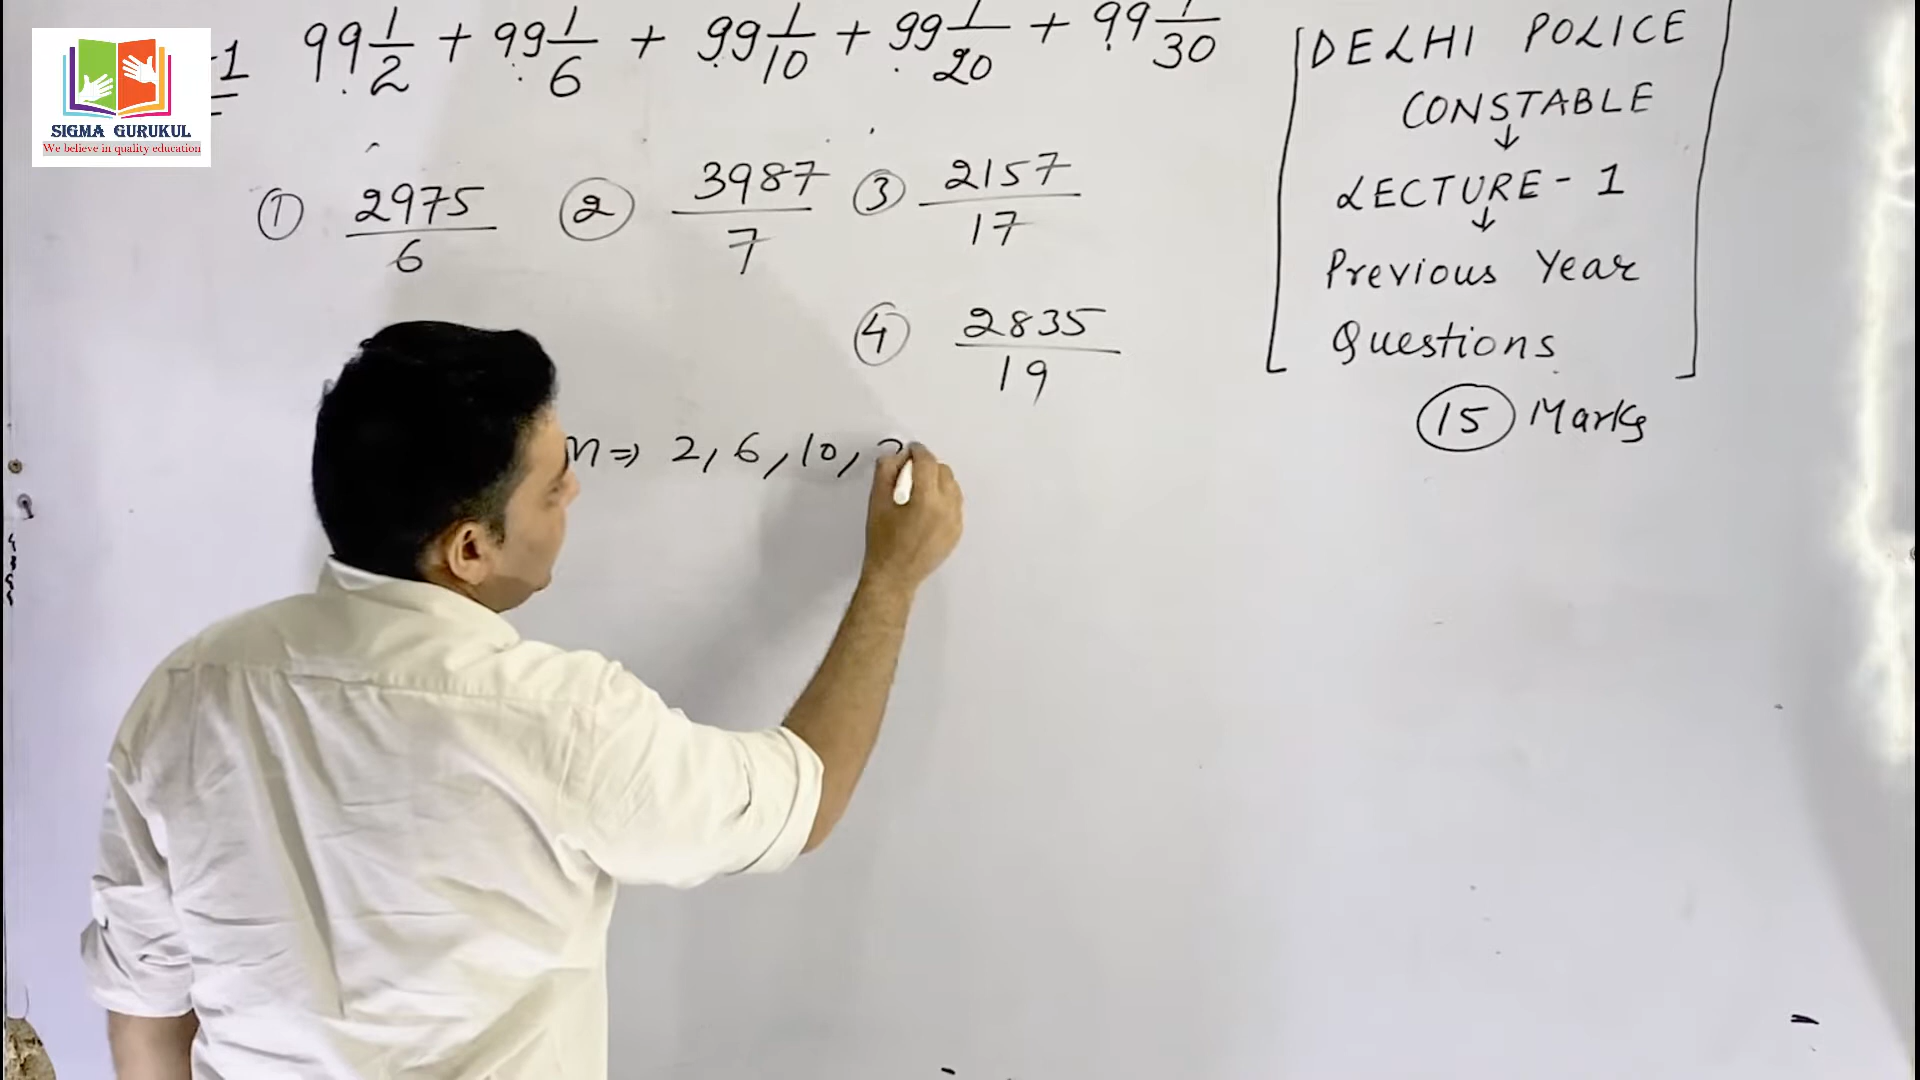 -1 99 1/2 + 99 1/6 + 99 1/10 + 99 1/20 + 99 1/30
SIGMA GURUKUL
We believe in quality education
① 2975/6 ② 3987/7 ③ 2157/17
④ 2835/19
n ⇒ 2, 6, 10,
DELHI POLICE
CONSTABLE
↓
LECTURE - 1
↓
Previous Year
Questions
15 Marks